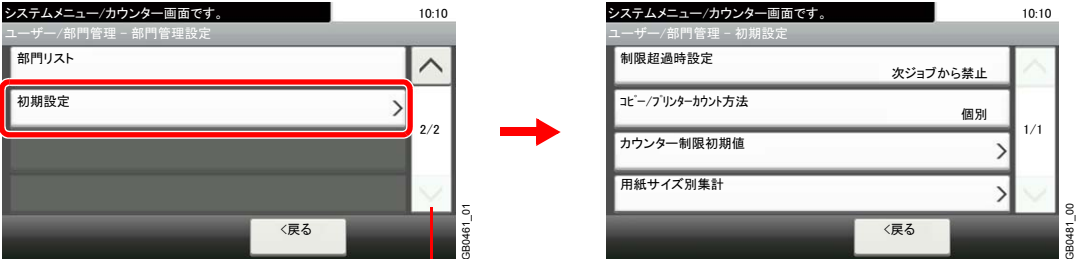 システムメニュー/カウンター画面です。 10:10
ユーザー/部門管理 - 部門管理設定
部門リスト
初期設定
2/2
<戻る
GB0461_01
システムメニュー/カウンター画面です。 10:10
ユーザー/部門管理 - 初期設定
制限超過時設定
次ジョブから禁止
ｺﾋﾟｰ/ﾌﾟﾘﾝﾀｰｶｳﾝﾄ方法
個別
1/1
カウンター制限初期値
用紙サイズ別集計
<戻る
GB0481_00